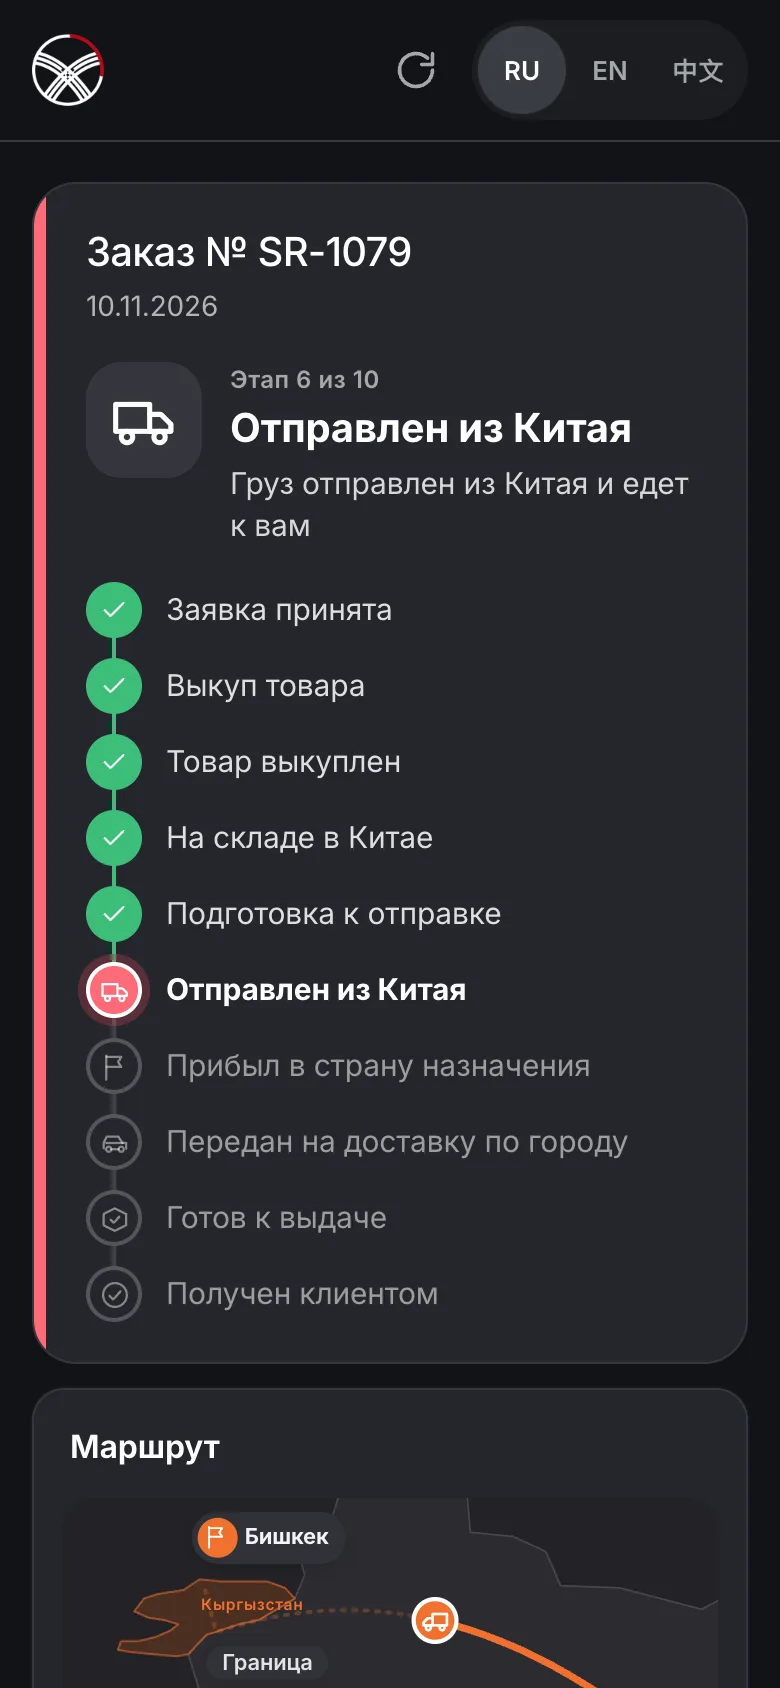 RU EN 中文
Заказ № SR-1079
10.11.2026
Этап 6 из 10
Отправлен из Китая
Груз отправлен из Китая и едет
к вам
Заявка принята
Выкуп товара
Товар выкуплен
На складе в Китае
Подготовка к отправке
Отправлен из Китая
Прибыл в страну назначения
Передан на доставку по городу
Готов к выдаче
Получен клиентом
Маршрут
Бишкек
Кыргызстан
Граница